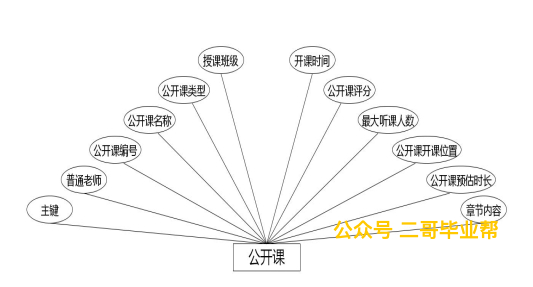 授课班级
开课时间
公开课类型
公开课评分
公开课名称
最大听课人数
公开课编号
公开课开课位置
普通老师
公开课预估时长
主键
章节内容
公众号 二哥毕业帮
公开课